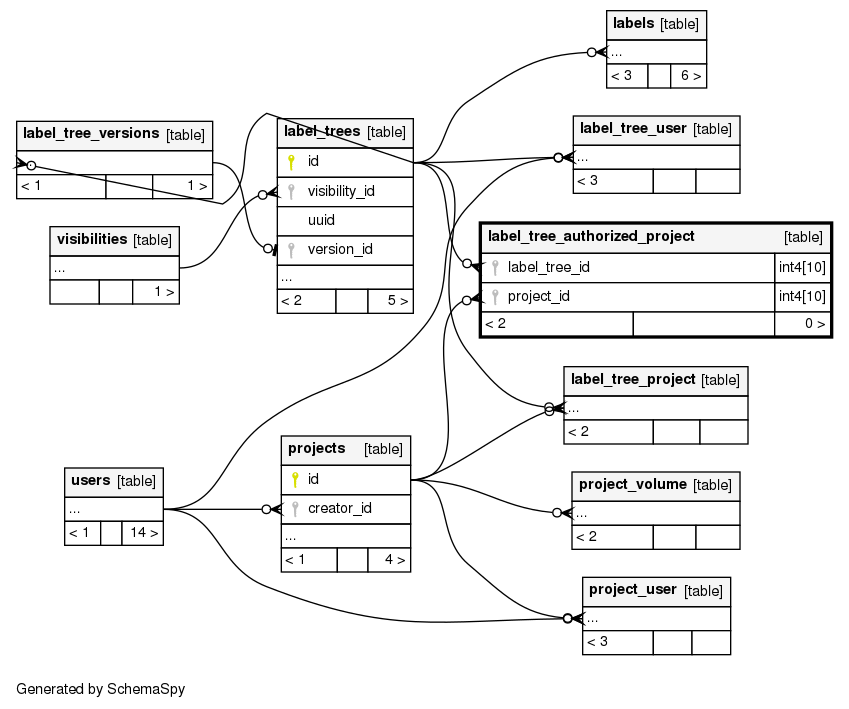 labels [table]
...
< 3 6 >
label_tree_versions [table]
< 1 1 >
label_trees [table]
id
visibility_id
uuid
version_id
...
< 2 5 >
label_tree_user [table]
...
< 3
visibilities [table]
...
1 >
label_tree_authorized_project [table]
label_tree_id int4[10]
project_id int4[10]
< 2 0 >
label_tree_project [table]
...
< 2
users [table]
...
< 1 14 >
projects [table]
id
creator_id
...
< 1 4 >
project_volume [table]
...
< 2
project_user [table]
...
< 3
Generated by SchemaSpy